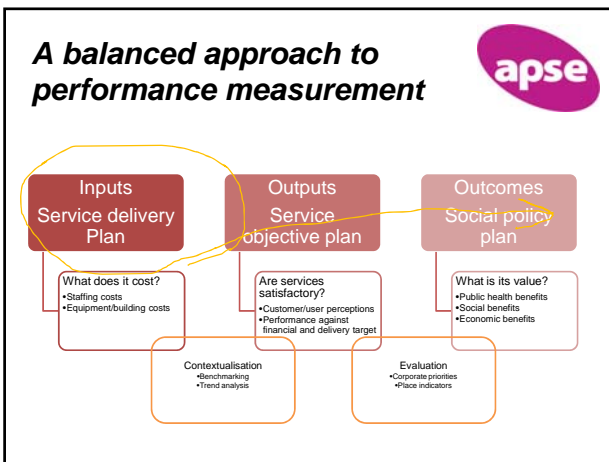 A balanced approach to
performance measurement
apse
Inputs
Service delivery
Plan
Outputs
Service
objective plan
Outcomes
Social policy
plan
What does it cost?
•Staffing costs
•Equipment/building costs
Are services
satisfactory?
•Customer/user perceptions
•Performance against
financial and delivery target
What is its value?
•Public health benefits
•Social benefits
•Economic benefits
Contextualisation
•Benchmarking
•Trend analysis
Evaluation
•Corporate priorities
•Place indicators